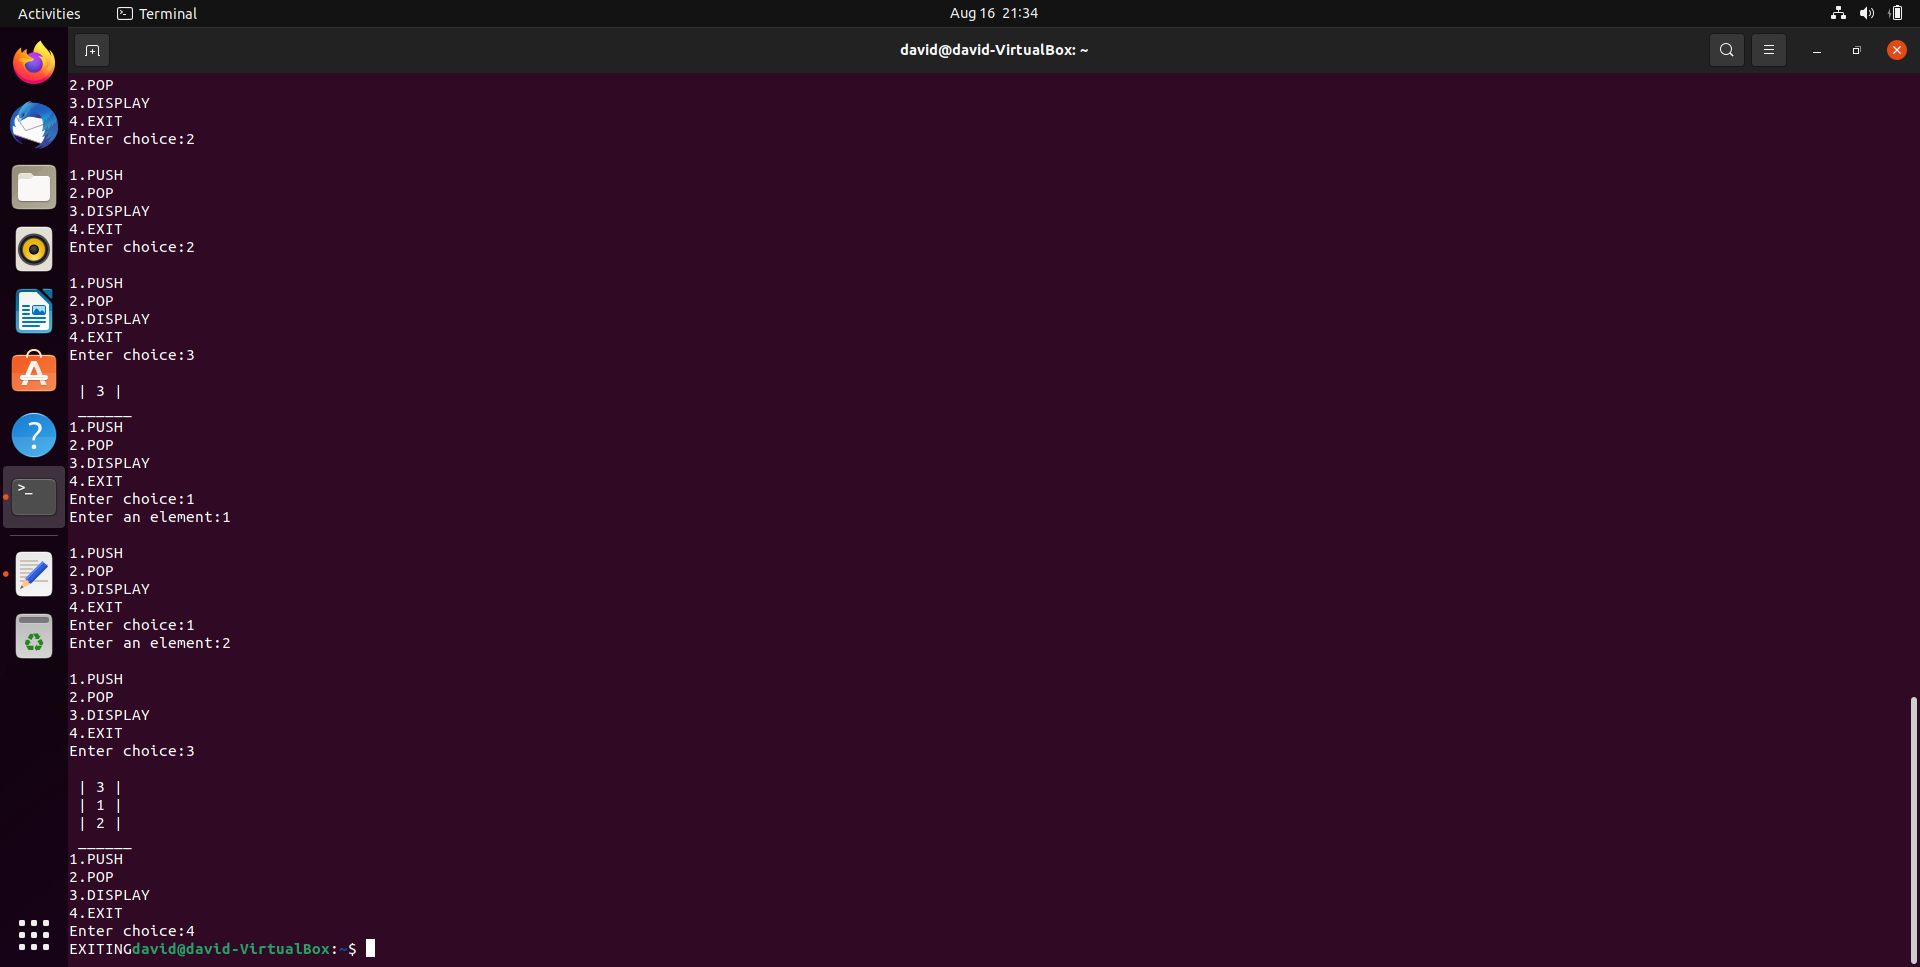 Activities
Terminal
Aug 16 21:34
david@david-VirtualBox: ~
2.POP
3.DISPLAY
4.EXIT
Enter choice:2
1.PUSH
2.POP
3.DISPLAY
4.EXIT
Enter choice:2
1.PUSH
2.POP
3.DISPLAY
4.EXIT
Enter choice:3
| 3 |
______
1.PUSH
2.POP
3.DISPLAY
4.EXIT
Enter choice:1
Enter an element:1
1.PUSH
2.POP
3.DISPLAY
4.EXIT
Enter choice:1
Enter an element:2
1.PUSH
2.POP
3.DISPLAY
4.EXIT
Enter choice:3
| 3 |
| 1 |
| 2 |
______
1.PUSH
2.POP
3.DISPLAY
4.EXIT
Enter choice:4
EXITINGdavid@david-VirtualBox:~$